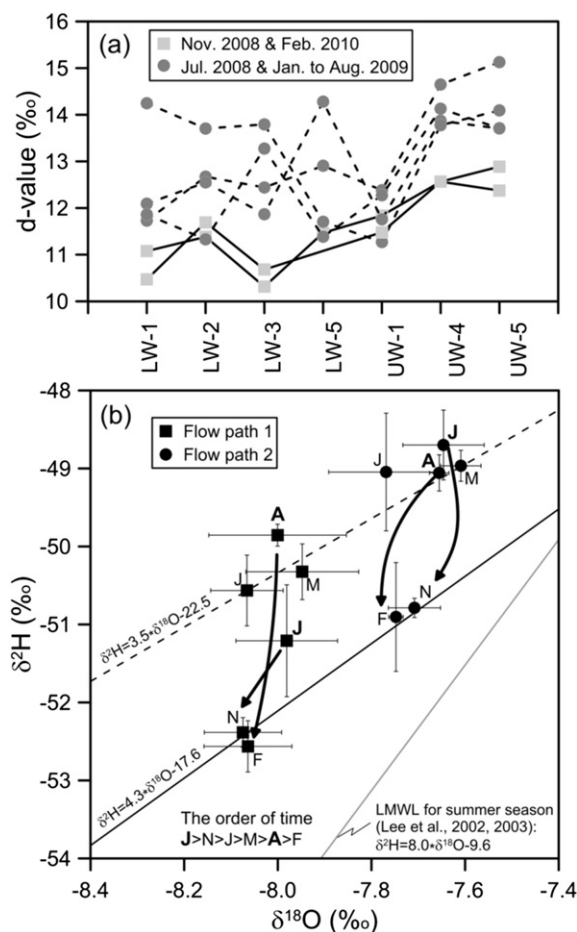 (a)
Nov. 2008 & Feb. 2010
Jul. 2008 & Jan. to Aug. 2009
d-value (‰)
16
15
14
13
12
11
10
LW-1
LW-2
LW-3
LW-5
UW-1
UW-4
UW-5
(b)
Flow path 1
Flow path 2
δ²H (‰)
-48
-49
-50
-51
-52
-53
-54
J
J
A
M
A
J
M
J
N
F
N
F
δ²H=3.5*δ¹⁸O-22.5
δ²H=4.3*δ¹⁸O-17.6
The order of time
J>N>J>M>A>F
LMWL for summer season
(Lee et al., 2002, 2003):
δ²H=8.0*δ¹⁸O-9.6
-8.4
-8.2
-8.0
-7.8
-7.6
-7.4
δ¹⁸O (‰)